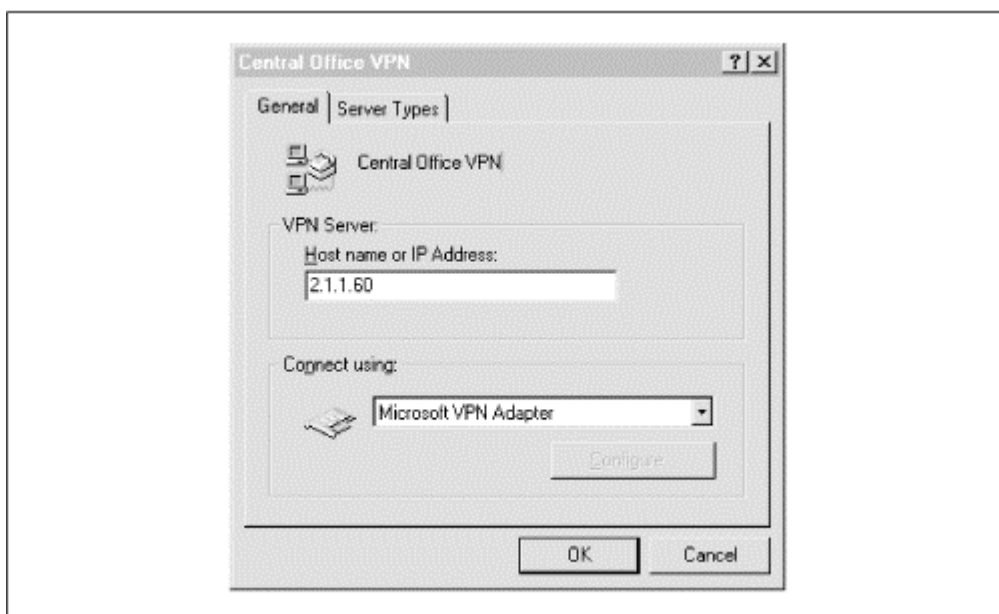 Central Office VPN
?
General
Server Types
Central Office VPN
VPN Server:
Host name or IP Address:
2.1.1.60
Connect using:
Microsoft VPN Adapter
Configure
OK
Cancel